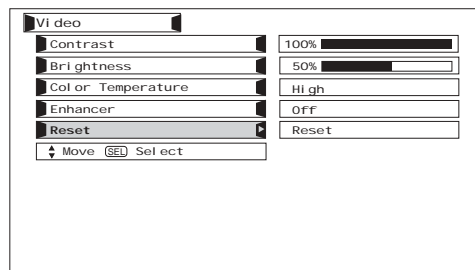 Video
Contrast 100%
Brightness 50%
Color Temperature High
Enhancer Off
Reset Reset
Move SEL Select